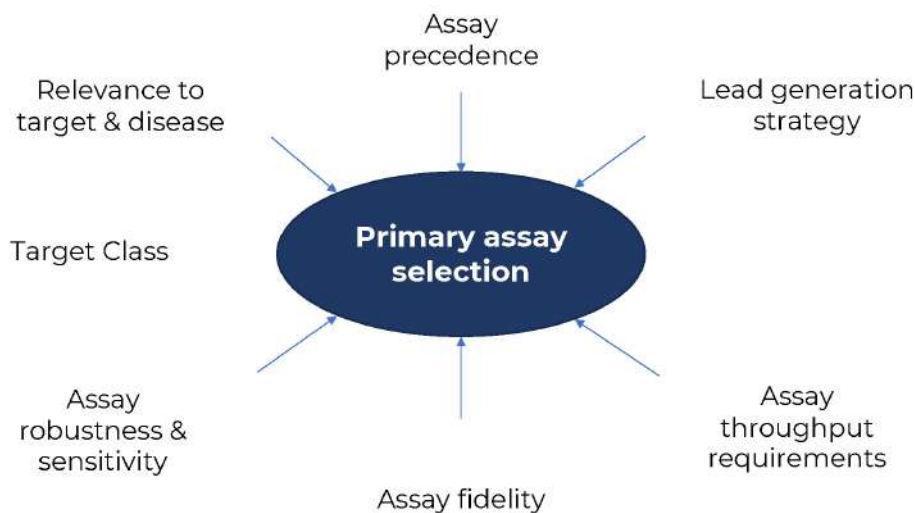 Assay
precedence
Relevance to
target & disease
Lead generation
strategy
Target Class
Primary assay
selection
Assay
robustness &
sensitivity
Assay fidelity
Assay
throughput
requirements